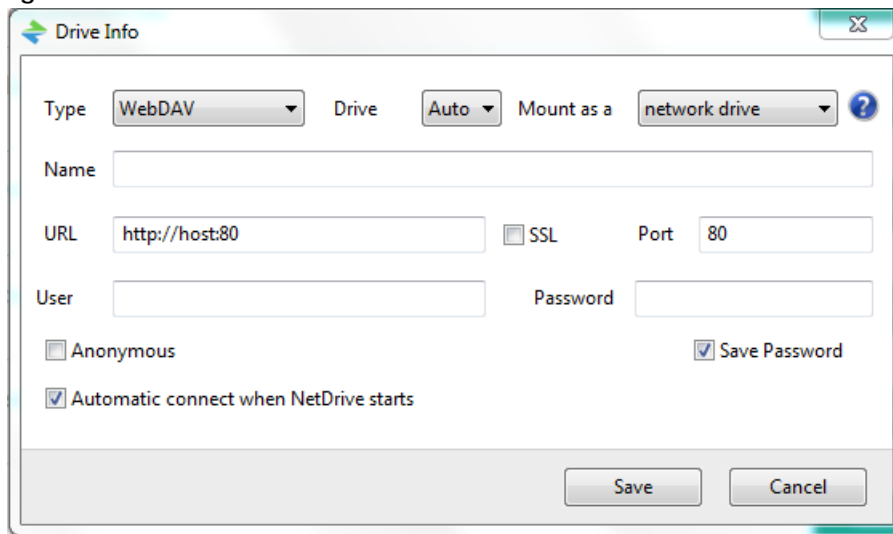 Drive Info
Type WebDAV Drive Auto Mount as a network drive ?
Name
URL http://host:80 SSL Port 80
User Password
Anonymous Save Password
Automatic connect when NetDrive starts
Save Cancel